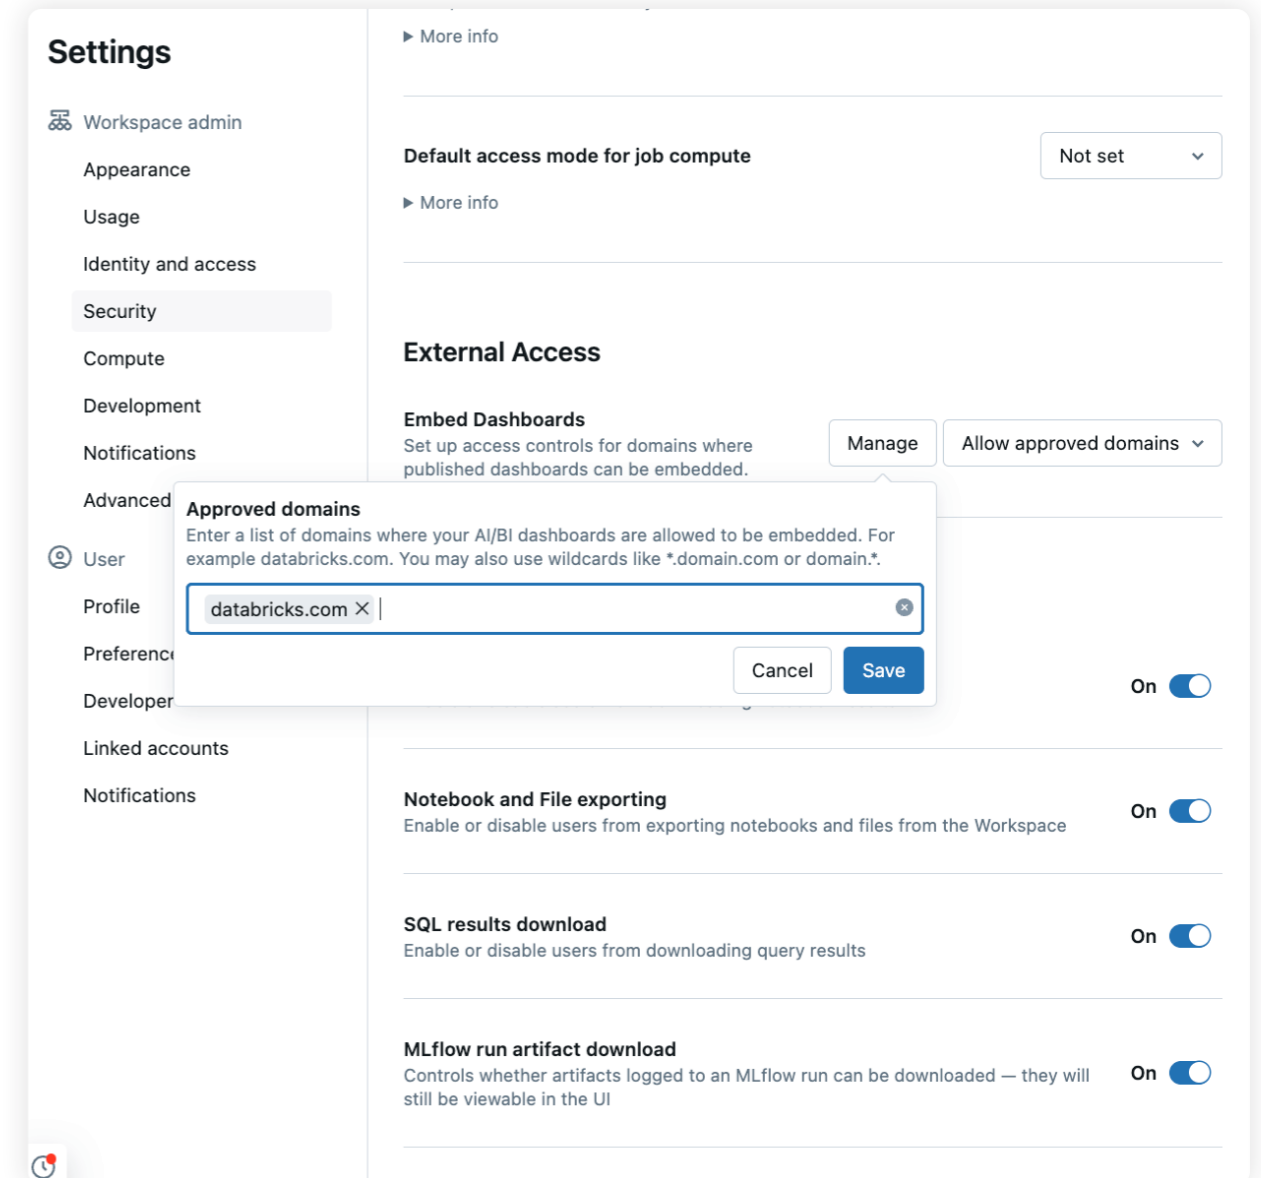 Settings
Workspace admin
Appearance
Usage
Identity and access
Security
Compute
Development
Notifications
Advanced
User
Profile
Preference
Developer
Linked accounts
Notifications
More info
Default access mode for job compute
Not set
More info
External Access
Embed Dashboards
Set up access controls for domains where
published dashboards can be embedded.
Manage
Allow approved domains
Approved domains
Enter a list of domains where your AI/BI dashboards are allowed to be embedded. For
example databricks.com. You may also use wildcards like *.domain.com or domain.*.
databricks.com
Cancel
Save
On
Notebook and File exporting
Enable or disable users from exporting notebooks and files from the Workspace
On
SQL results download
Enable or disable users from downloading query results
On
MLflow run artifact download
Controls whether artifacts logged to an MLflow run can be downloaded — they will
still be viewable in the UI
On